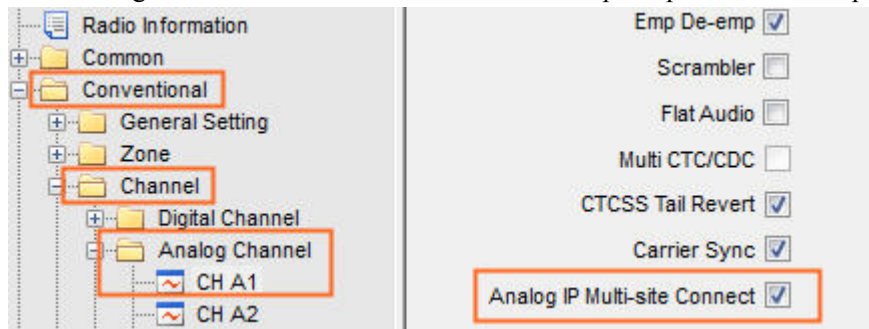 Radio Information
Common
Conventional
General Setting
Zone
Channel
Digital Channel
Analog Channel
CH A1
CH A2
Emp De-emp
Scrambler
Flat Audio
Multi CTC/CDC
CTCSS Tail Revert
Carrier Sync
Analog IP Multi-site Connect